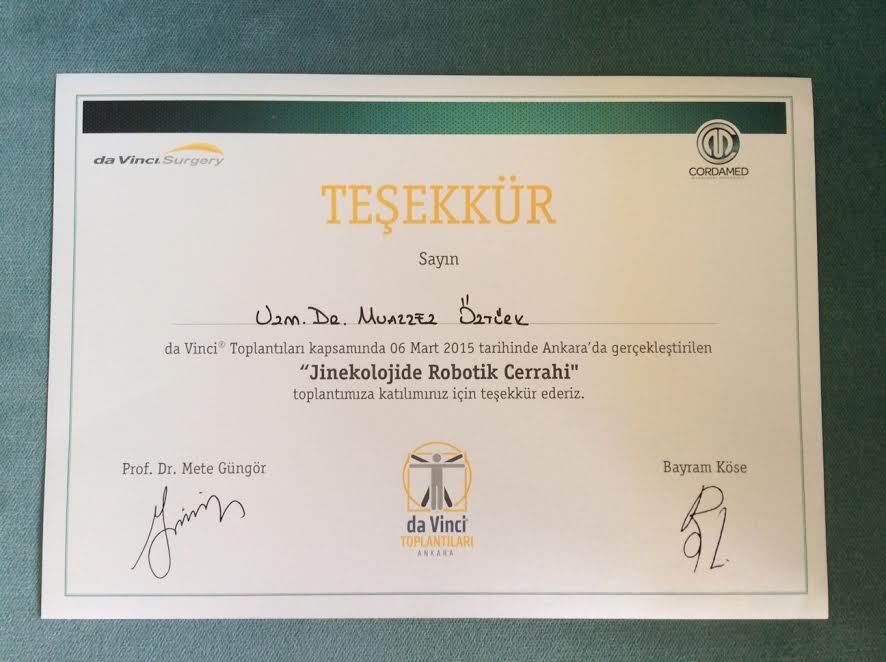 da Vinci Surgery
CORDAMED
TEŞEKKÜR
Sayın
Uzm. Dr. Muazzez Öztürk
da Vinci® Toplantıları kapsamında 06 Mart 2015 tarihinde Ankara’da gerçekleştirilen
“Jinekolojide Robotik Cerrahi"
toplantımıza katılımınız için teşekkür ederiz.
Prof. Dr. Mete Güngör
Bayram Köse
da Vinci
TOPLANTILARI
ANKARA